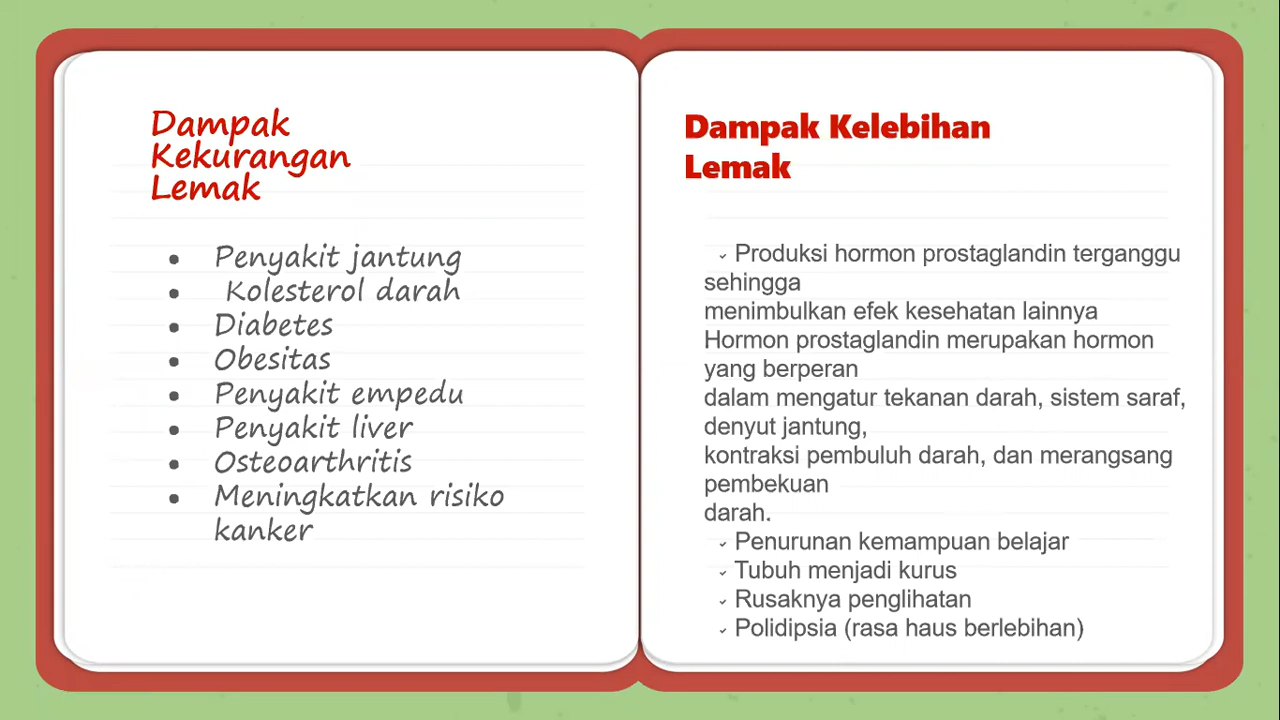 Dampak
Kekurangan
Lemak
• Penyakit jantung
• Kolesterol darah
• Diabetes
• Obesitas
• Penyakit empedu
• Penyakit liver
• Osteoarthritis
• Meningkatkan risiko
kanker
Dampak Kelebihan
Lemak
✓ Produksi hormon prostaglandin terganggu
sehingga
menimbulkan efek kesehatan lainnya
Hormon prostaglandin merupakan hormon
yang berperan
dalam mengatur tekanan darah, sistem saraf,
denyut jantung,
kontraksi pembuluh darah, dan merangsang
pembekuan
darah.
✓ Penurunan kemampuan belajar
✓ Tubuh menjadi kurus
✓ Rusaknya penglihatan
✓ Polidipsia (rasa haus berlebihan)